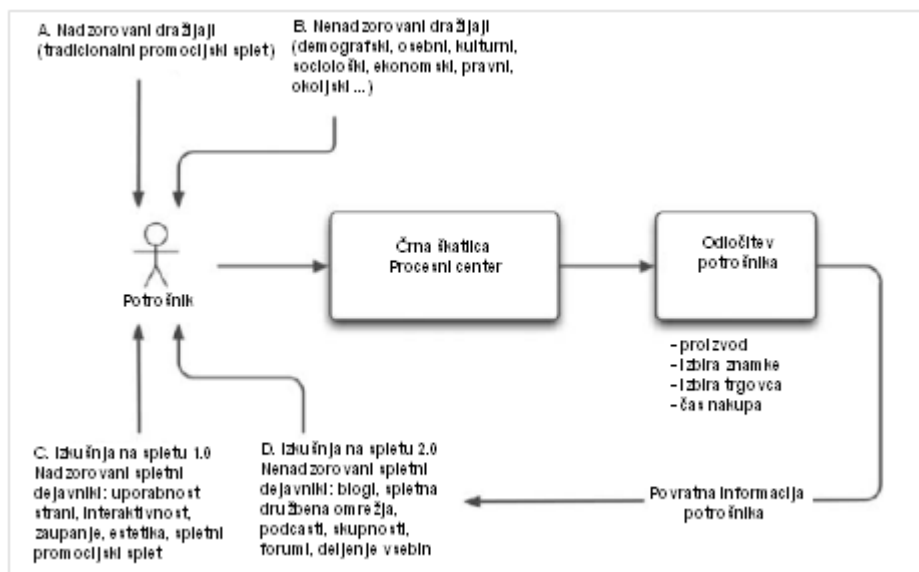 A. Nadzorovani dražljaji
(tradicionalni promocijski splet)
B. Nenadzorovani dražljaji
(demografski, osebni, kulturni,
sociološki, ekonomski, pravni,
okoljski ...)
Potrošnik
Črna škatlica
Procesni center
Odločitev
potrošnika
- proizvod
- izbira znamke
- izbira trgovca
- čas nakupa
C. Izkušnja na spletu 1.0
Nadzorovani spletni
dejavniki: uporabnost
strani, interaktivnost,
zaupanje, estetika, spletni
promocijski splet
D. Izkušnja na spletu 2.0
Nenadzorovani spletni
dejavniki: blogi, spletna
družbena omrežja,
podcasti, skupnosti,
forumi, deljenje vsebin
Povratna informacija
potrošnika